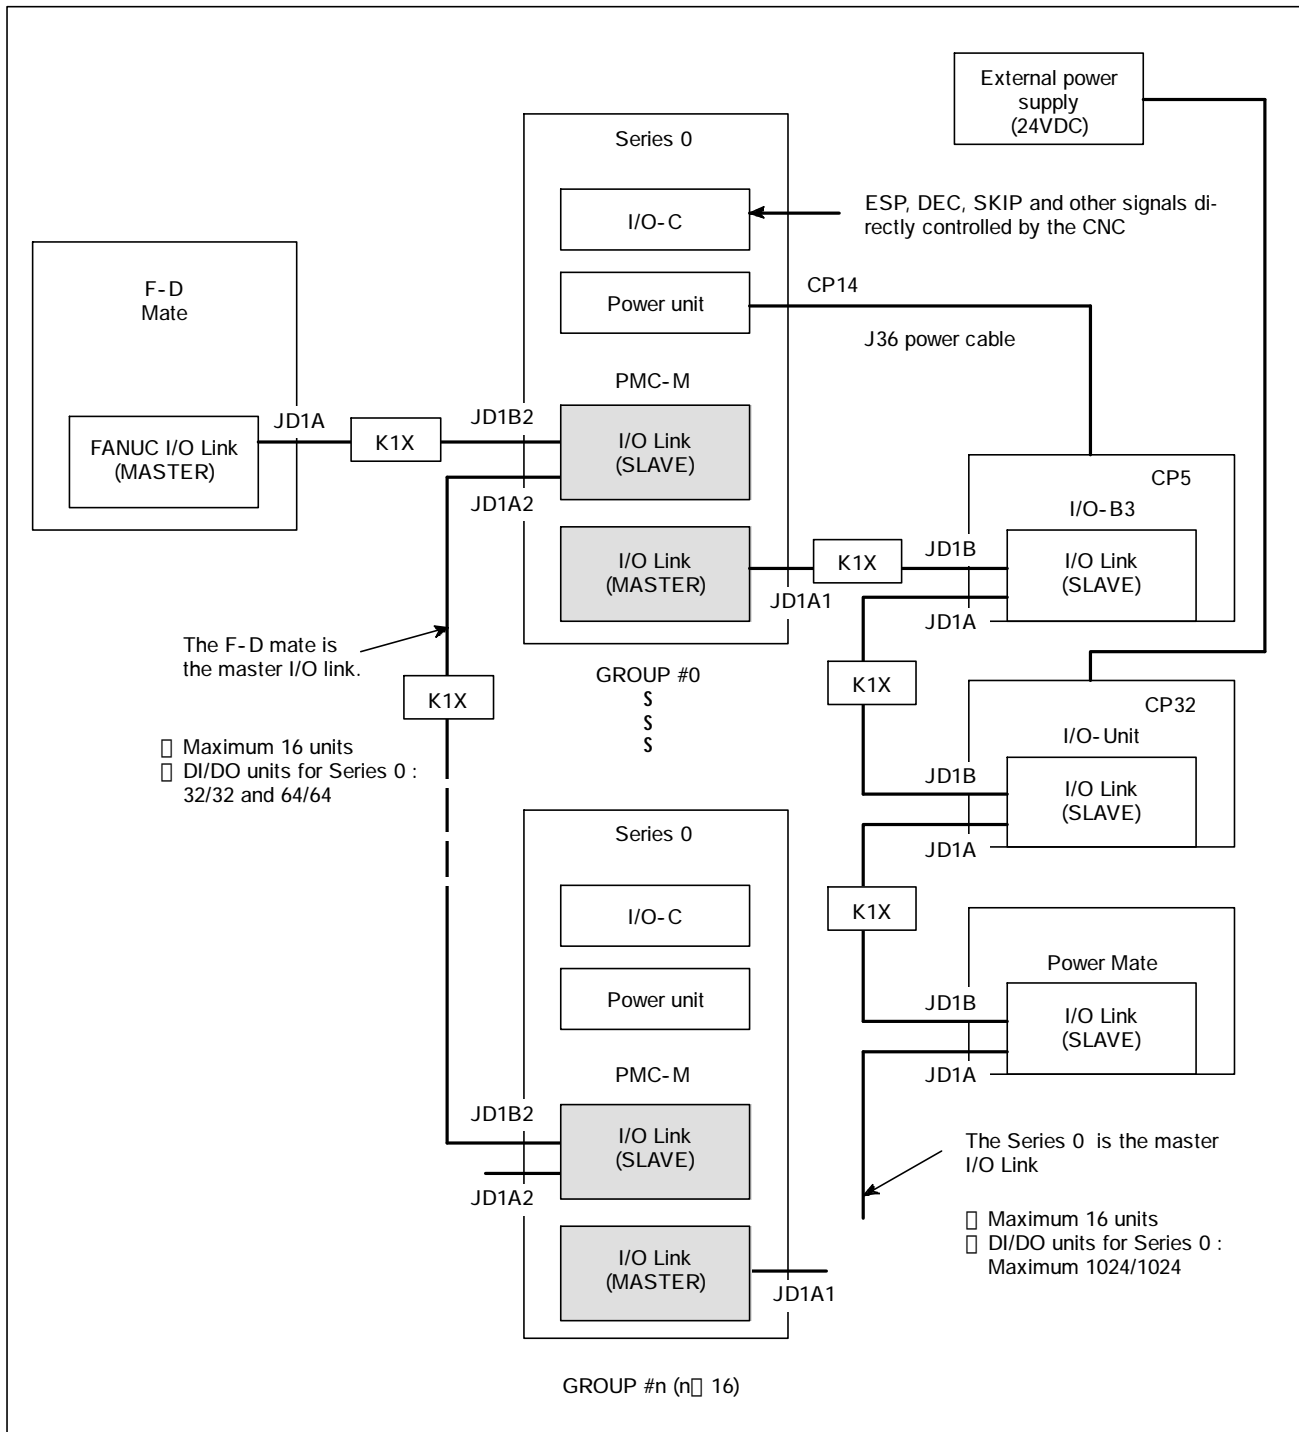 External power
supply
(24VDC)
Series 0
I/O-C
ESP, DEC, SKIP and other signals di-
rectly controlled by the CNC
F-D
Mate
Power unit
CP14
J36 power cable
PMC-M
JD1A
K1X
JD1B2
FANUC I/O Link
(MASTER)
I/O Link
(SLAVE)
JD1A2
CP5
I/O-B3
I/O Link
(MASTER)
K1X
JD1B
I/O Link
(SLAVE)
JD1A1
JD1A
The F-D mate is
the master I/O link.
GROUP #0
S
S
S
K1X
K1X
CP32
I/O-Unit
▯ Maximum 16 units
▯ DI/DO units for Series 0 :
32/32 and 64/64
JD1B
I/O Link
(SLAVE)
JD1A
Series 0
I/O-C
K1X
Power unit
Power Mate
JD1B
I/O Link
(SLAVE)
JD1A
PMC-M
JD1B2
I/O Link
(SLAVE)
JD1A2
The Series 0 is the master
I/O Link
▯ Maximum 16 units
▯ DI/DO units for Series 0 :
Maximum 1024/1024
I/O Link
(MASTER)
JD1A1
GROUP #n (n▯ 16)